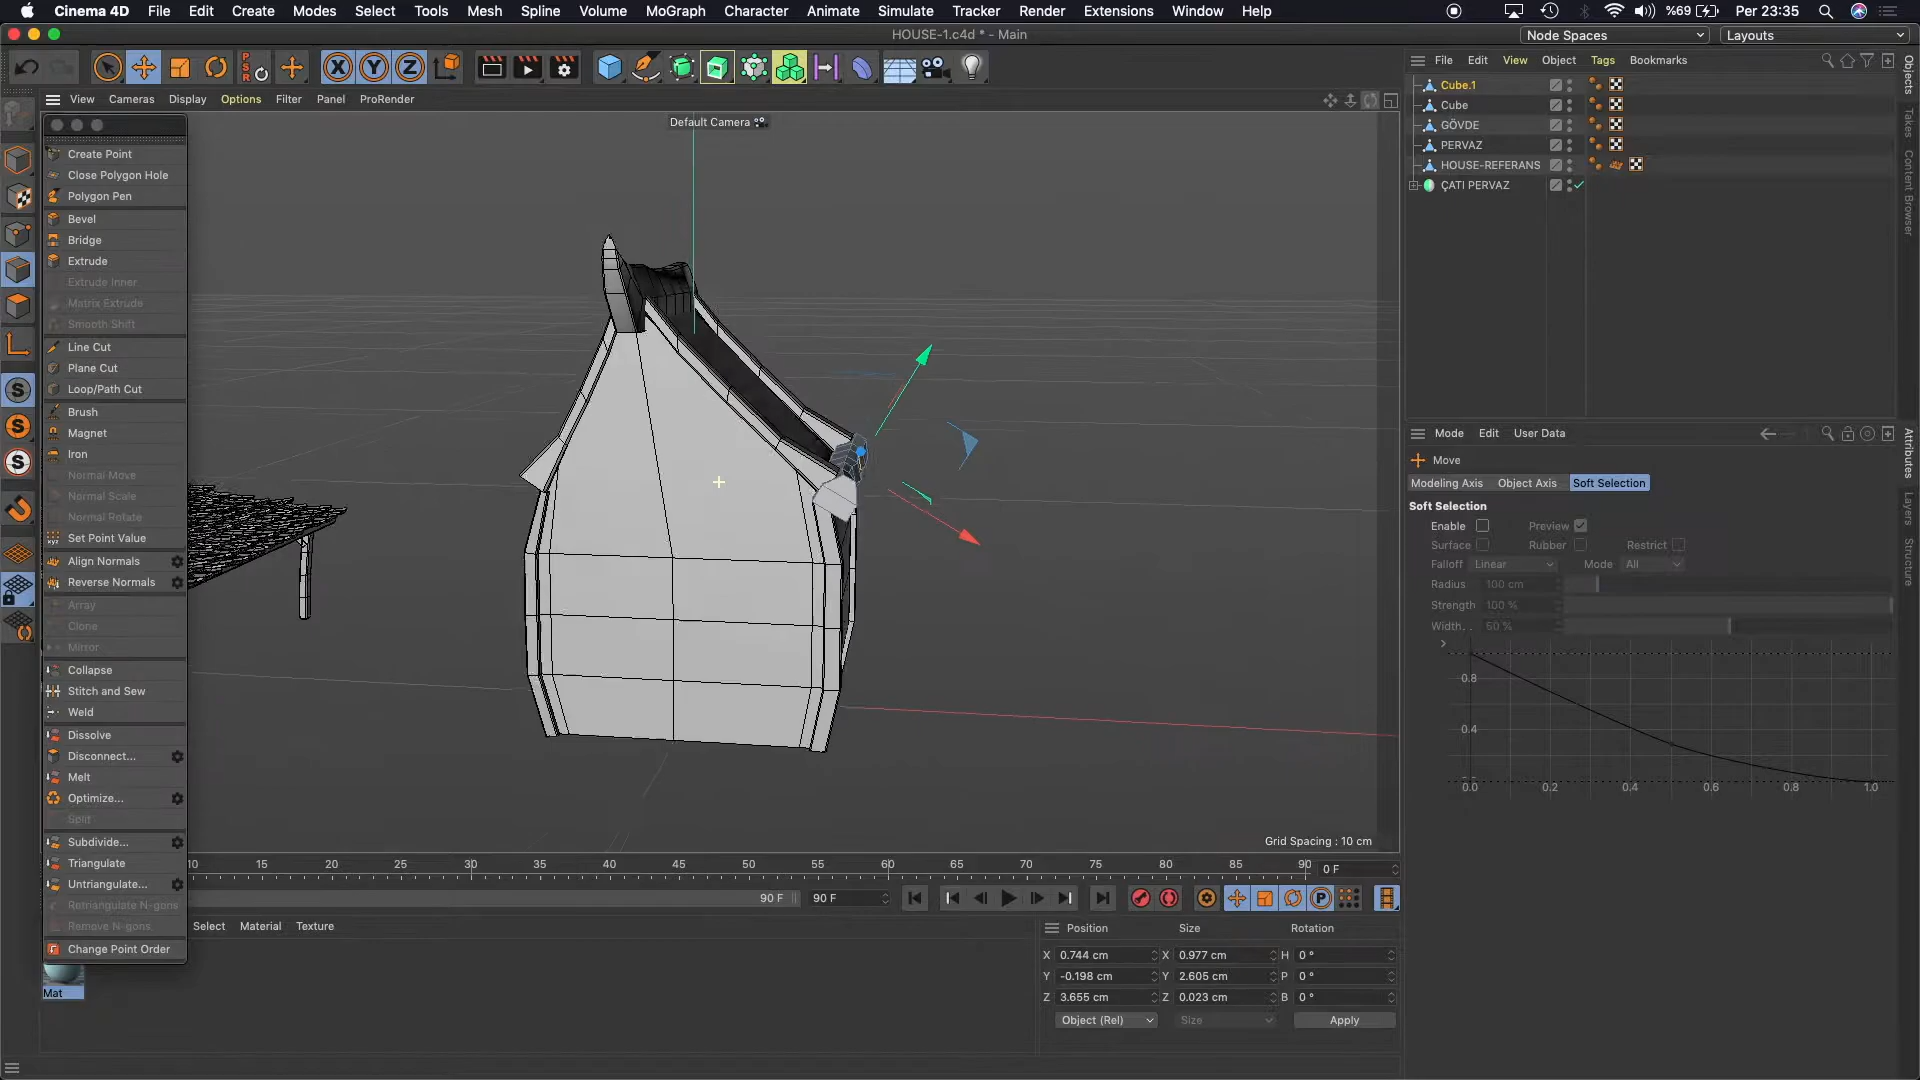 Cinema 4D File Edit Create Modes Select Tools Mesh Spline Volume MoGraph Character Animate Simulate Tracker Render Extensions Window Help %69 Per 23:35
HOUSE-1.c4d * - Main
Node Spaces Layouts
File Edit View Object Tags Bookmarks
View Cameras Display Options Filter Panel ProRender
Default Camera
Cube.1
Cube
GÖVDE
PERVAZ
HOUSE-REFERANS
ÇATI PERVAZ
Objects
Takes
Content Browser
Create Point
Close Polygon Hole
Polygon Pen
Bevel
Bridge
Extrude
Extrude Inner
Matrix Extrude
Smooth Shift
Line Cut
Plane Cut
Loop/Path Cut
Brush
Magnet
Iron
Normal Move
Normal Scale
Normal Rotate
Set Point Value
Align Normals
Reverse Normals
Array
Clone
Mirror
Collapse
Stitch and Sew
Weld
Dissolve
Disconnect...
Melt
Optimize...
Split
Subdivide...
Triangulate
Untriangulate...
Retriangulate N-gons
Remove N-gons
Change Point Order
Mode Edit User Data
Move
Modeling Axis Object Axis Soft Selection
Soft Selection
Enable Preview
Surface Rubber Restrict
Falloff Linear Mode All
Radius 100 cm
Strength 100 %
Width.. 50 %
0.8
0.4
0.0 0.2 0.4 0.6 0.8 1.0
Attributes
Layers
Structure
Grid Spacing : 10 cm
10 15 20 25 30 35 40 45 50 55 60 65 70 75 80 85 90 0 F
90 F 90 F
Select Material Texture
Mat
Position Size Rotation
X 0.744 cm X 0.977 cm H 0 °
Y -0.198 cm Y 2.605 cm P 0 °
Z 3.655 cm Z 0.023 cm B 0 °
Object (Rel) Size Apply